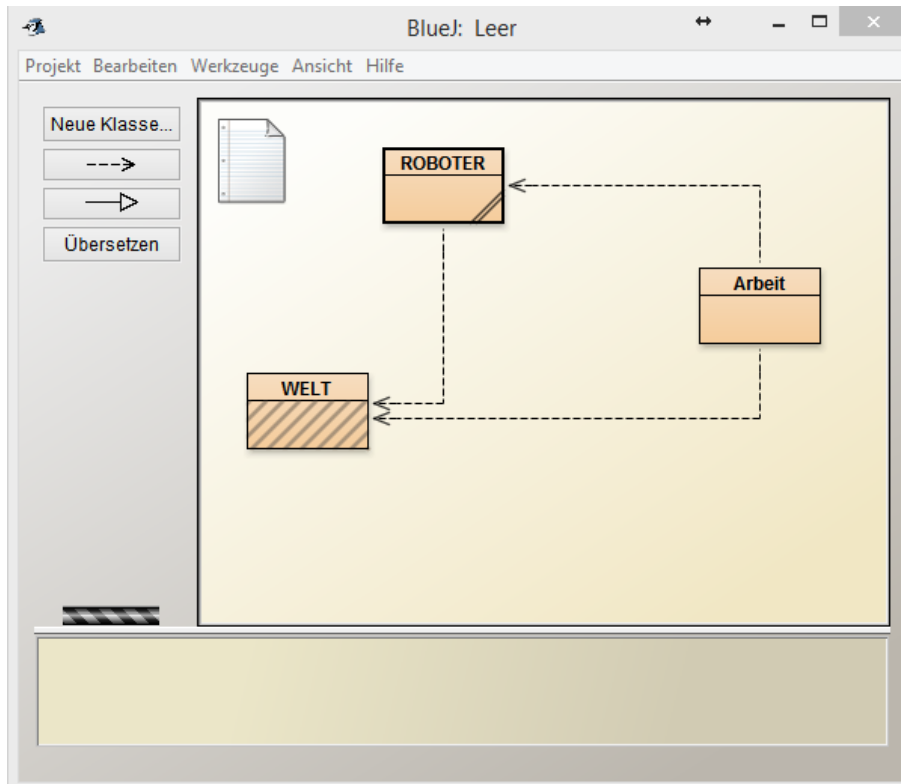 BlueJ: Leer
Projekt Bearbeiten Werkzeuge Ansicht Hilfe
Neue Klasse...
Übersetzen
ROBOTER
Arbeit
WELT